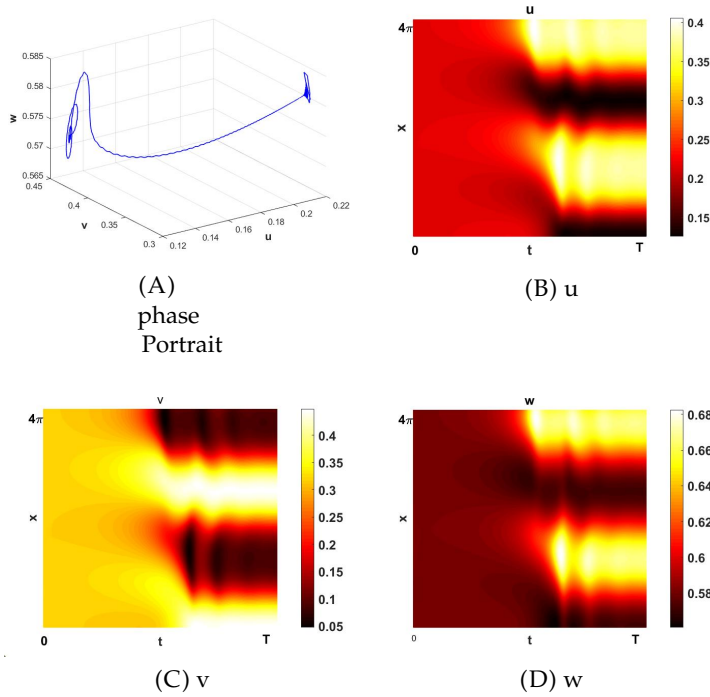 0.585
0.58
0.575
w
0.57
0.565
0.45
0.4
v
0.35
0.3
0.12
0.14
0.16
0.18
0.2
0.22
u
(A)
phase
Portrait
u
4π
x
0
t
T
0.4
0.35
0.3
0.25
0.2
0.15
(B) u
v
4π
x
0
t
T
0.4
0.35
0.3
0.25
0.2
0.15
0.1
0.05
(C) v
w
4π
x
0
t
T
0.68
0.66
0.64
0.62
0.6
0.58
(D) w